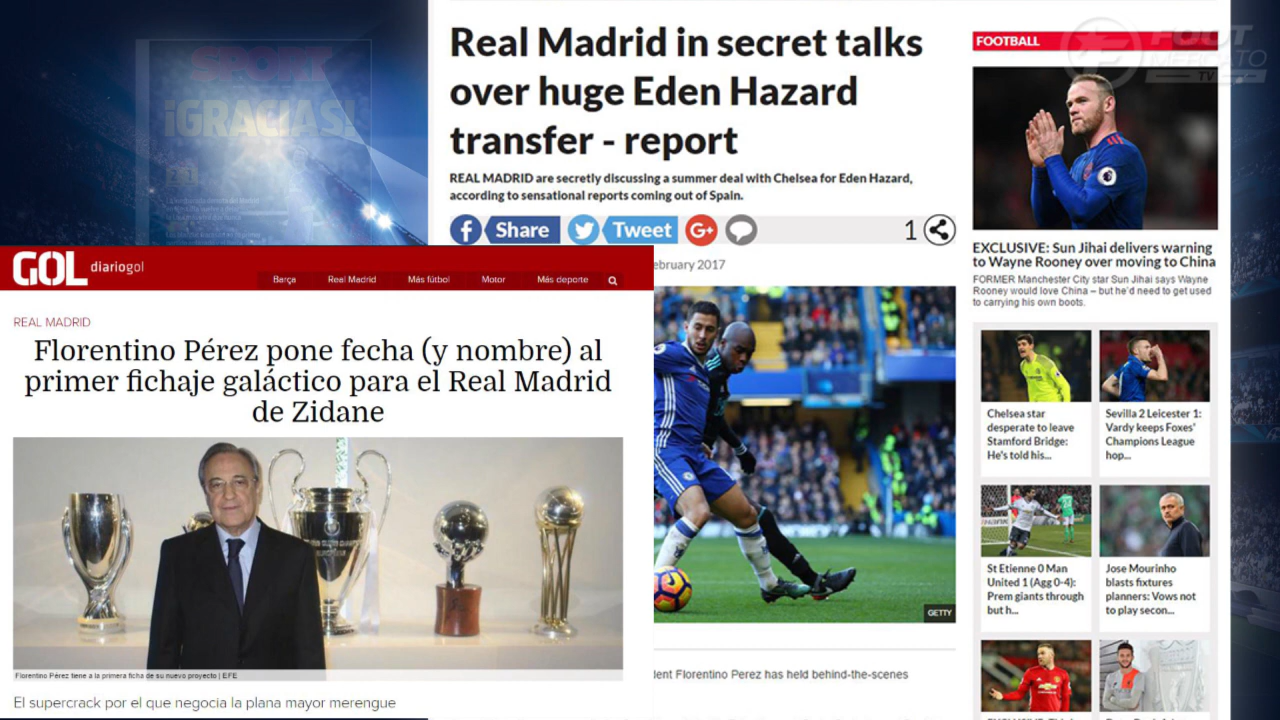 SPORT
¡GRACIAS!
2-1
Real Madrid in secret talks
over huge Eden Hazard
transfer - report
REAL MADRID are secretly discussing a summer deal with Chelsea for Eden Hazard,
according to sensational reports coming out of Spain.
Share
Tweet
G+
1
ebruary 2017
GETTY
lent Florentino Perez has held behind-the-scenes
GOL diariogol
Barça Real Madrid Más fútbol Motor Más deporte
REAL MADRID
Florentino Pérez pone fecha (y nombre) al
primer fichaje galáctico para el Real Madrid
de Zidane
Florentino Pérez tiene a la primera ficha de su nuevo proyecto | EFE
El supercrack por el que negocia la plana mayor merengue
FOOTBALL
FOOT
MERCATO
TV
EXCLUSIVE: Sun Jihai delivers warning
to Wayne Rooney over moving to China
FORMER Manchester City star Sun Jihai says Wayne
Rooney would love China – but he'd need to get used
to carrying his own boots.
Chelsea star
desperate to leave
Stamford Bridge:
He's told his...
Sevilla 2 Leicester 1:
Vardy keeps Foxes'
Champions League
hop...
St Etienne 0 Man
United 1 (Agg 0-4):
Prem giants through
but h...
Jose Mourinho
blasts fixtures
planners: Vows not
to play secon...